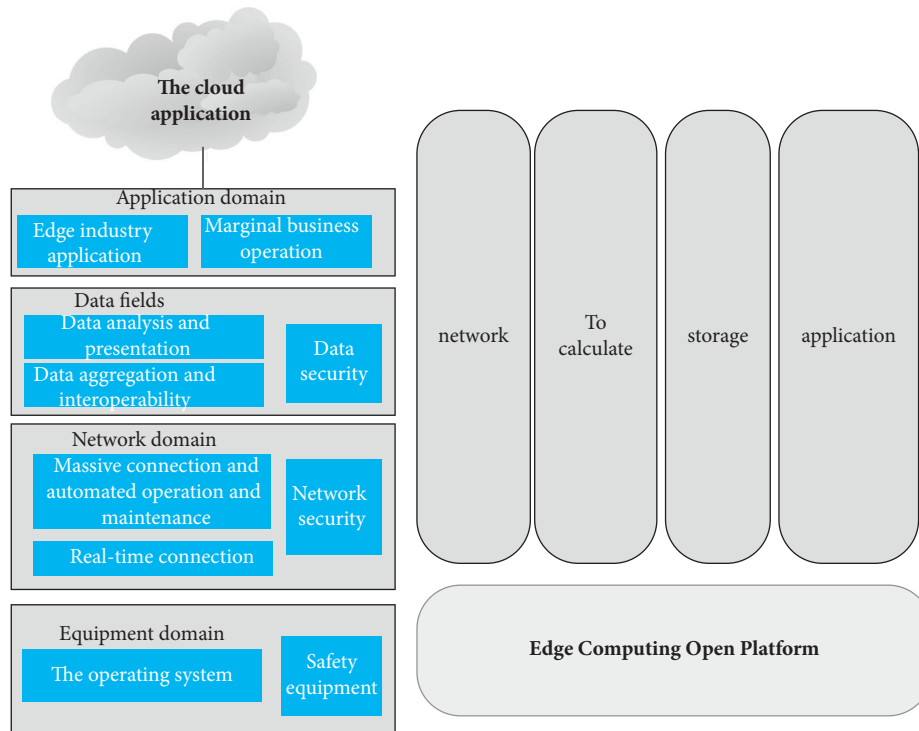 The cloud
application
Application domain
Edge industry
application
Marginal business
operation
Data fields
Data analysis and
presentation
Data aggregation and
interoperability
Data
security
Network domain
Massive connection and
automated operation and
maintenance
Real-time connection
Network
security
Equipment domain
The operating system
Safety
equipment
network
To
calculate
storage
application
Edge Computing Open Platform